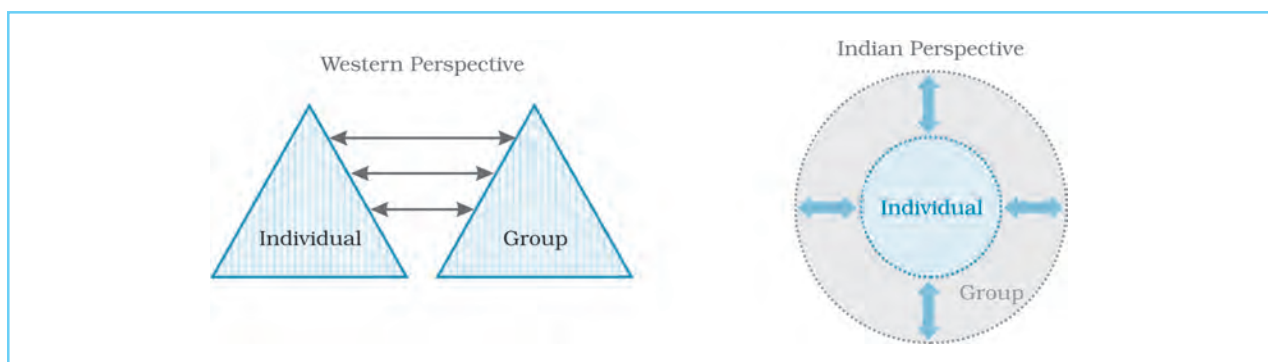 Western Perspective
Individual
Group
Indian Perspective
Individual
Group